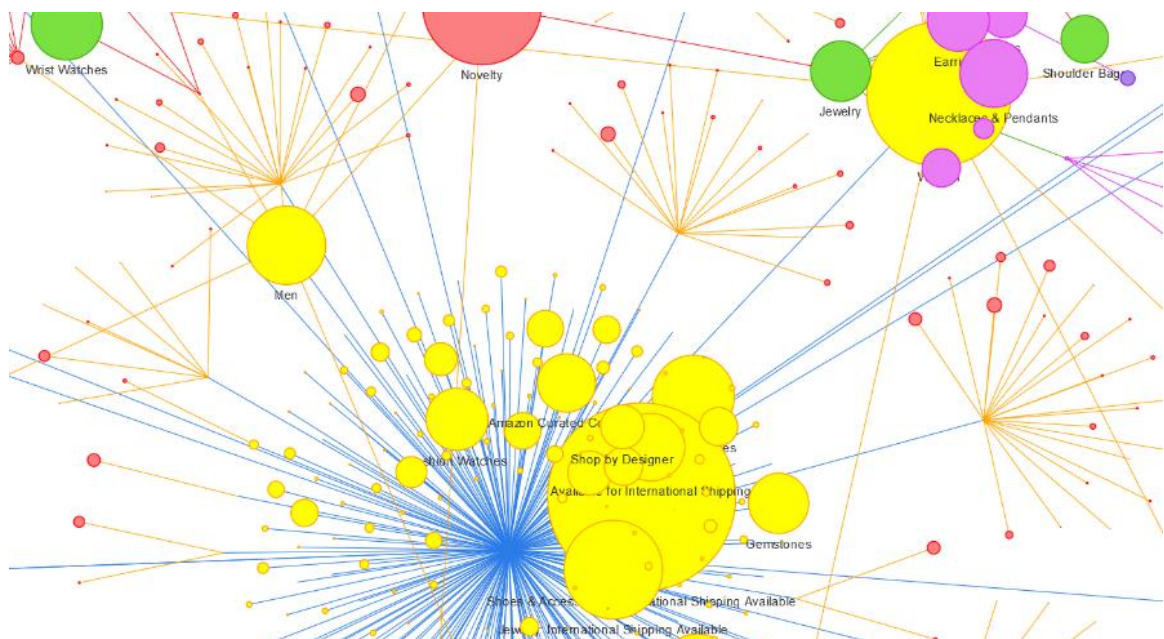 Wrist Watches
Novelty
Jewelry
Shoulder Bag
Necklaces & Pendants
Men
Amazon Curated
Shop by Designer
Available for International Shipping
Gemstones
Shoes & International Shipping Available
International Shipping Available